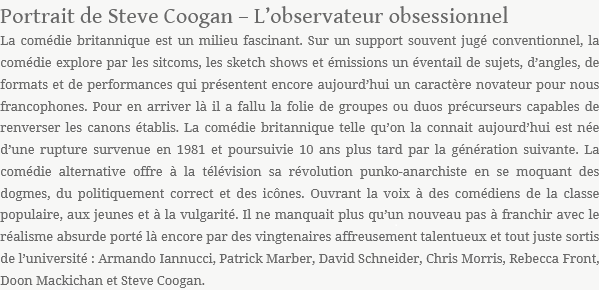 Portrait de Steve Coogan – L’observateur obsessionnel
La comédie britannique est un milieu fascinant. Sur un support souvent jugé conventionnel, la
comédie explore par les sitcoms, les sketch shows et émissions un éventail de sujets, d’angles, de
formats et de performances qui présentent encore aujourd’hui un caractère novateur pour nous
francophones. Pour en arriver là il a fallu la folie de groupes ou duos précurseurs capables de
renverser les canons établis. La comédie britannique telle qu’on la connait aujourd’hui est née
d’une rupture survenue en 1981 et poursuivie 10 ans plus tard par la génération suivante. La
comédie alternative offre à la télévision sa révolution punko-anarchiste en se moquant des
dogmes, du politiquement correct et des icônes. Ouvrant la voix à des comédiens de la classe
populaire, aux jeunes et à la vulgarité. Il ne manquait plus qu’un nouveau pas à franchir avec le
réalisme absurde porté là encore par des vingtenaires affreusement talentueux et tout juste sortis
de l’université : Armando Iannucci, Patrick Marber, David Schneider, Chris Morris, Rebecca Front,
Doon Mackichan et Steve Coogan.